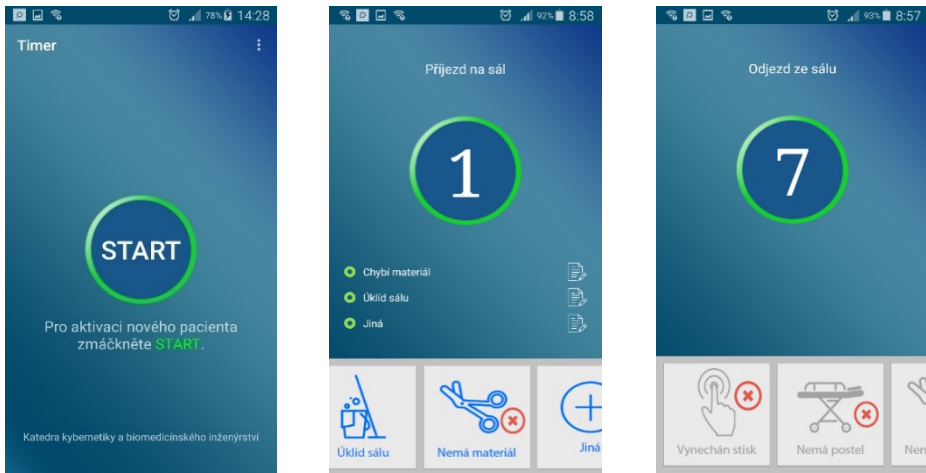 78% 14:28
Timer
START
Pro aktivaci nového pacienta
zmáčkněte START.
Katedra kybernetiky a biomedicínského inženýrství
92% 8:58
Příjezd na sál
1
Chybí materiál
Úklid sálu
Jiná
Úklid sálu
Nemá materiál
Jiná
93% 8:57
Odjezd ze sálu
7
Vynechán stisk
Nemá postel